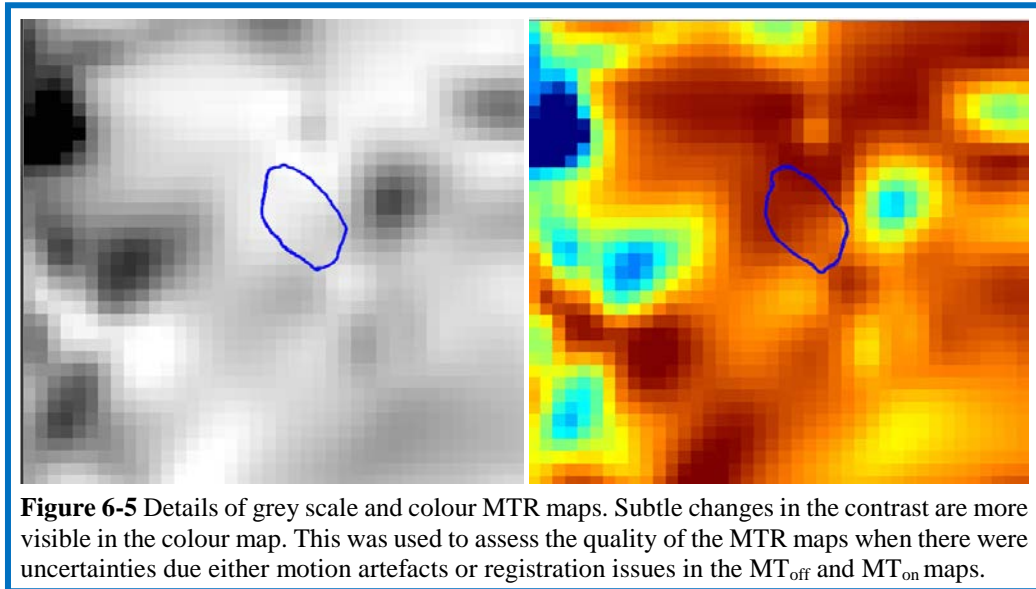 Figure 6-5 Details of grey scale and colour MTR maps. Subtle changes in the contrast are more
visible in the colour map. This was used to assess the quality of the MTR maps when there were
uncertainties due either motion artefacts or registration issues in the MToff and MTon maps.